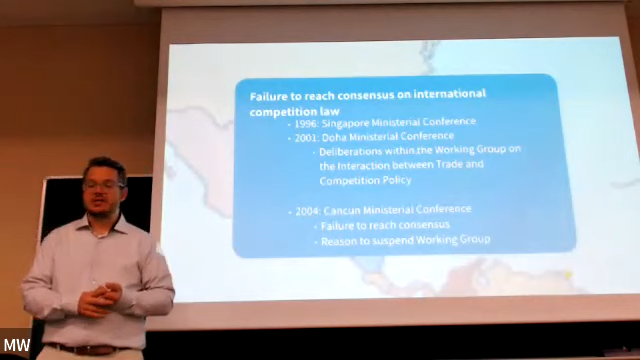 Failure to reach consensus on international
competition law
- 1996: Singapore Ministerial Conference
- 2001: Doha Ministerial Conference
- Deliberations within the Working Group on
the Interaction between Trade and
Competition Policy
- 2004: Cancun Ministerial Conference
- Failure to reach consensus
- Reason to suspend Working Group
MW